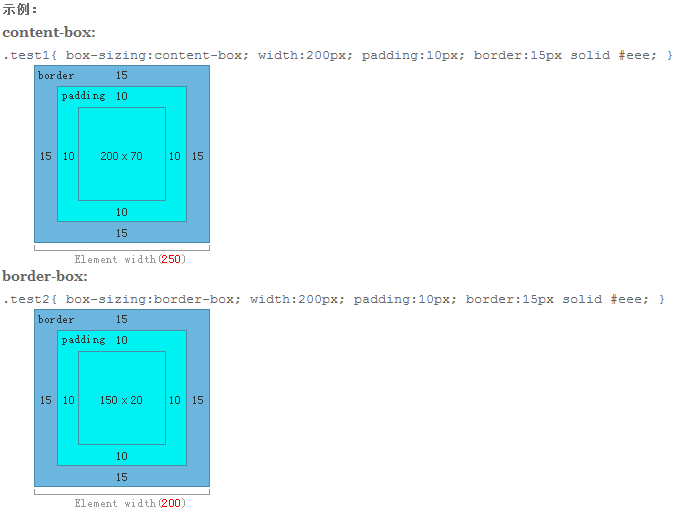 示例：
content-box:
.test1{ box-sizing:content-box; width:200px; padding:10px; border:15px solid #eee; }
border 15
padding 10
15 10 200 x 70 10 15
10
15
Element width(250)
border-box:
.test2{ box-sizing:border-box; width:200px; padding:10px; border:15px solid #eee; }
border 15
padding 10
15 10 150 x 20 10 15
10
15
Element width(200)